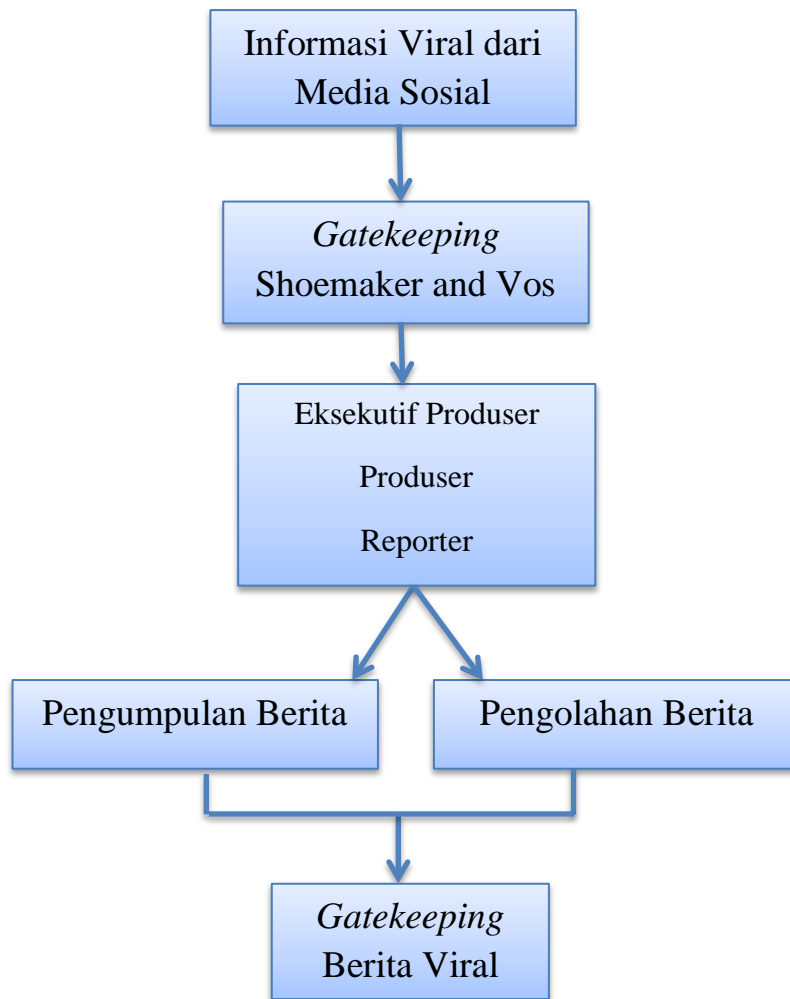 Informasi Viral dari
Media Sosial
Gatekeeping
Shoemaker and Vos
Eksekutif Produser
Produser
Reporter
Pengumpulan Berita
Pengolahan Berita
Gatekeeping
Berita Viral